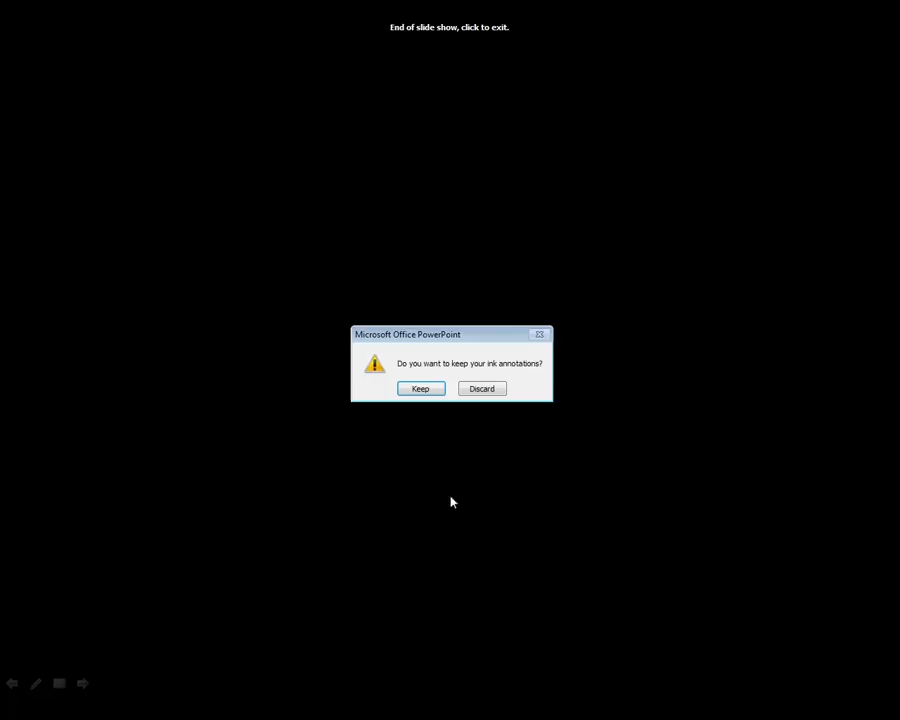 End of slide show, click to exit.
Microsoft Office PowerPoint
Do you want to keep your ink annotations?
Keep Discard